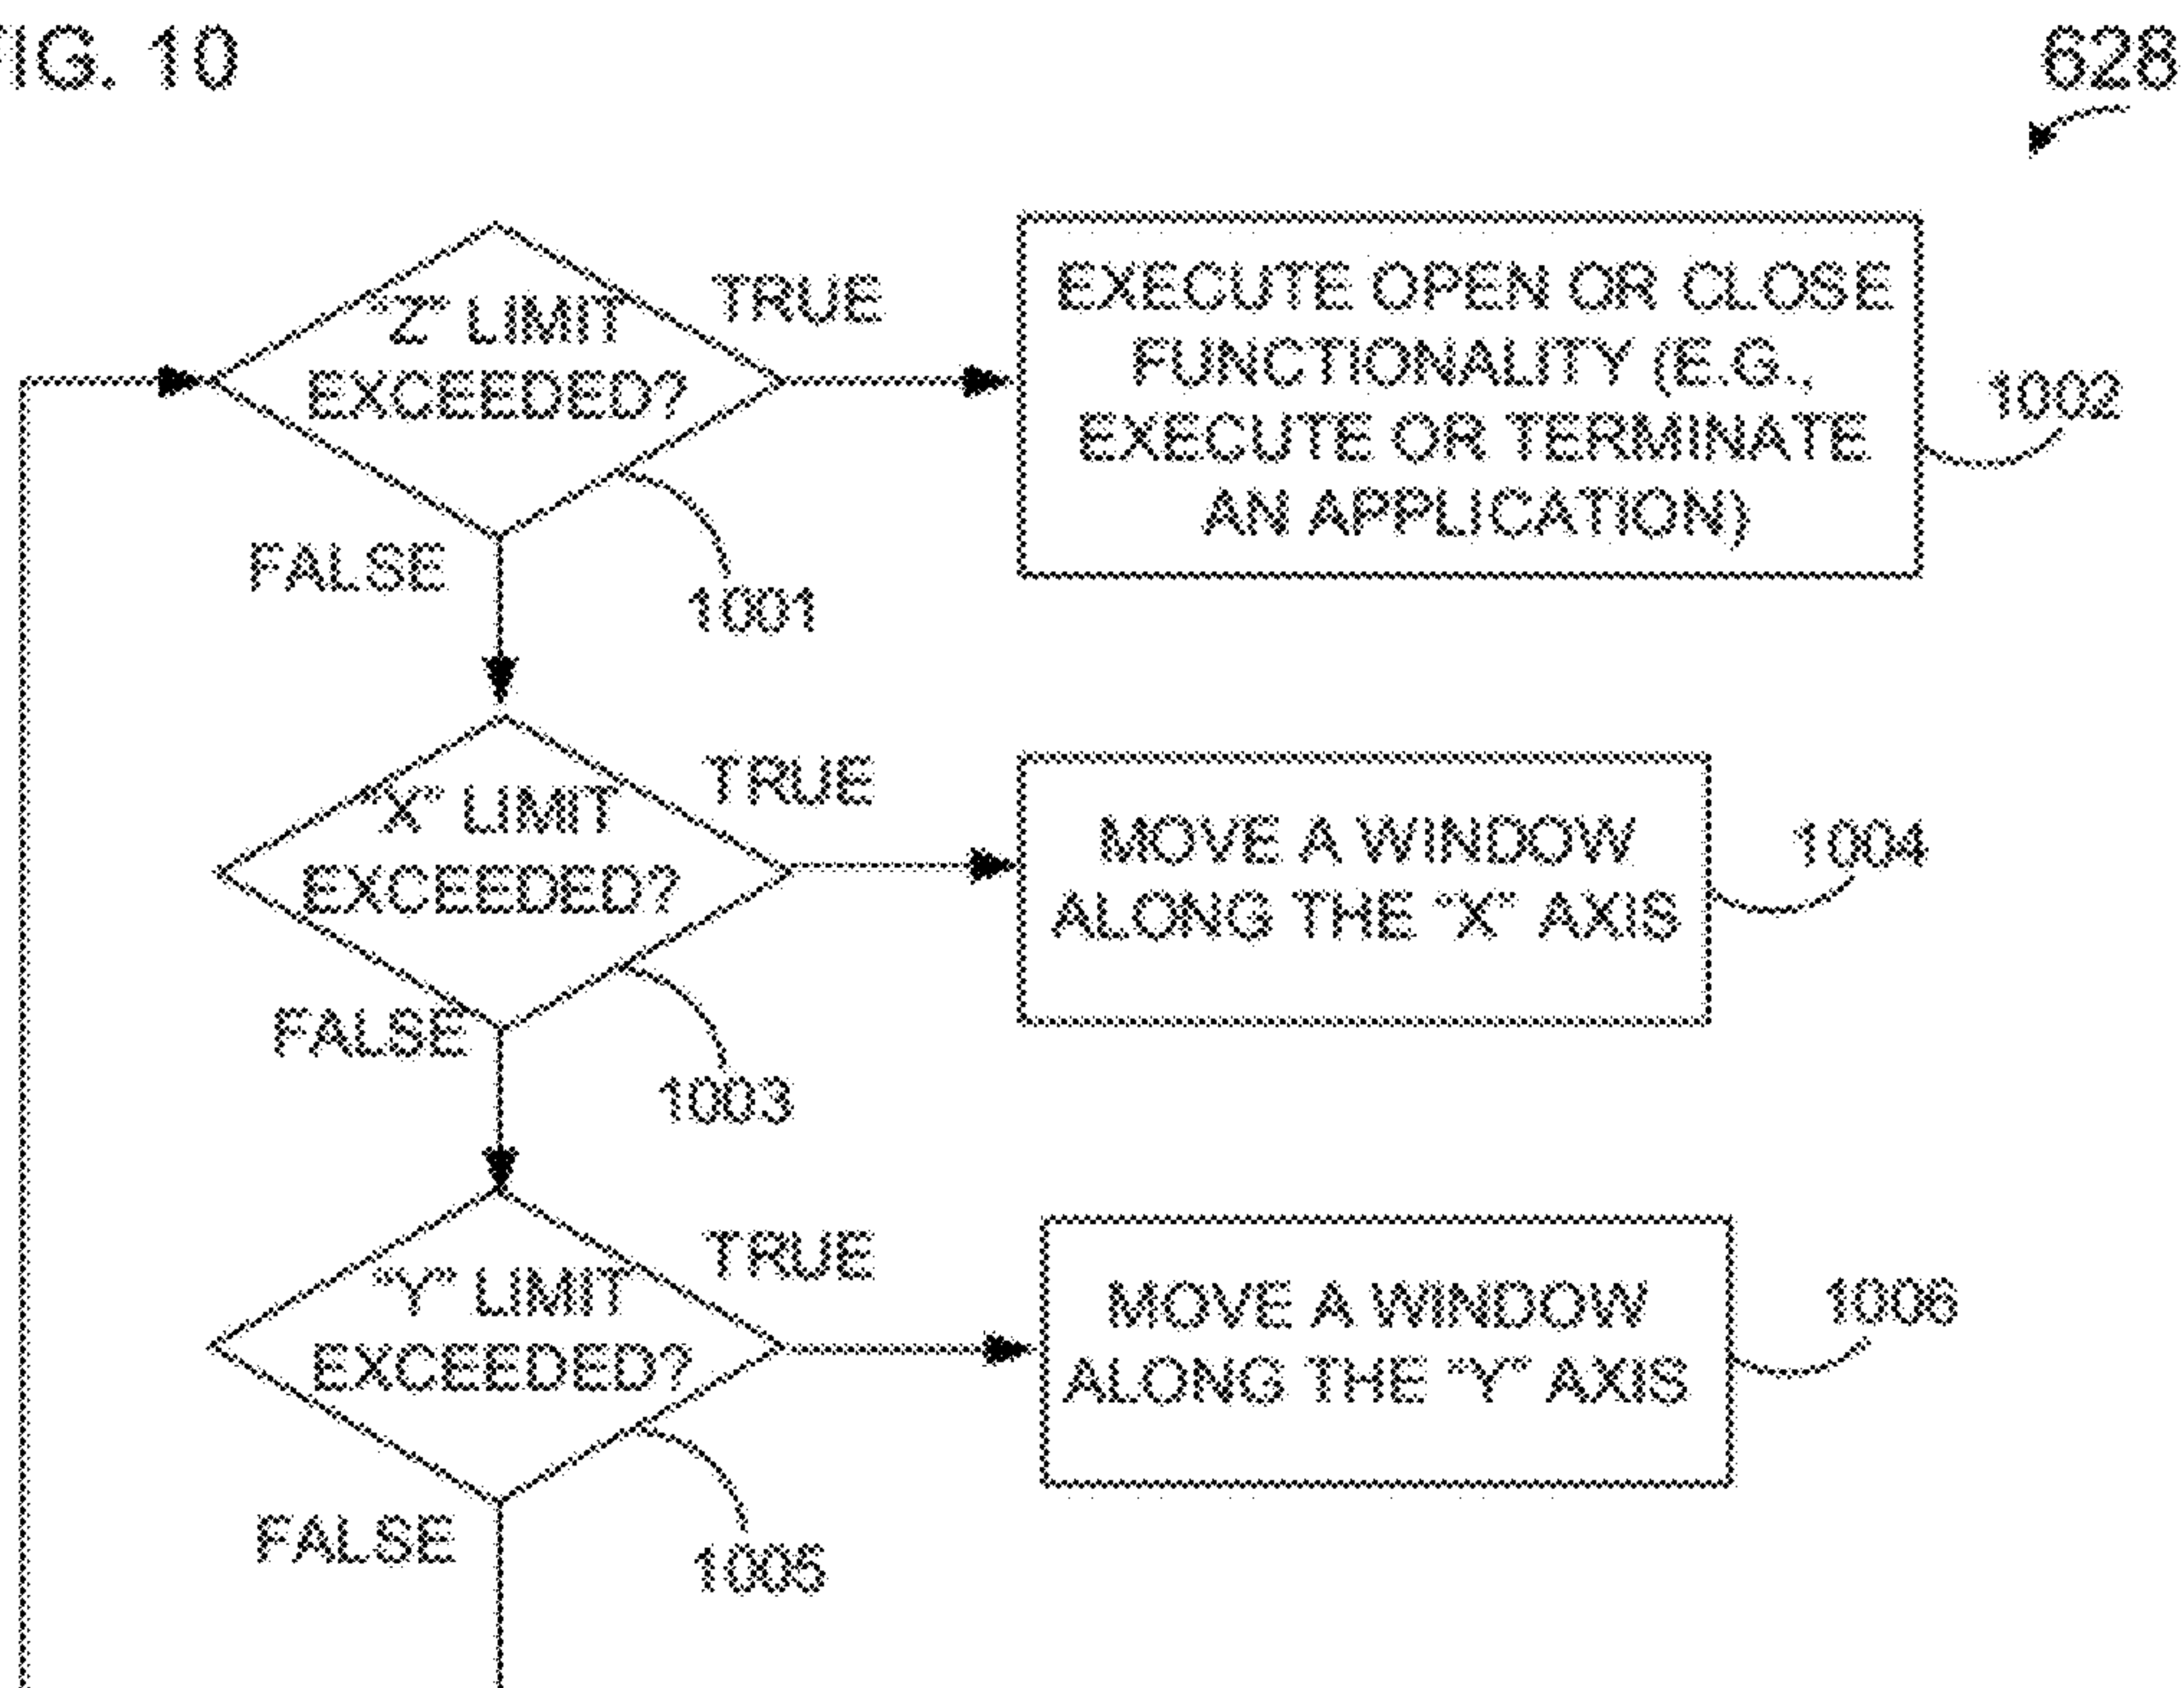 FIG. 10
628
"Z" LIMIT
EXCEEDED?
TRUE
EXECUTE OPEN OR CLOSE
FUNCTIONALITY (E.G.,
EXECUTE OR TERMINATE
AN APPLICATION)
1002
FALSE
1001
"X" LIMIT
EXCEEDED?
TRUE
MOVE A WINDOW
ALONG THE "X" AXIS
1004
FALSE
1003
"Y" LIMIT
EXCEEDED?
TRUE
MOVE A WINDOW
ALONG THE "Y" AXIS
1006
FALSE
1005